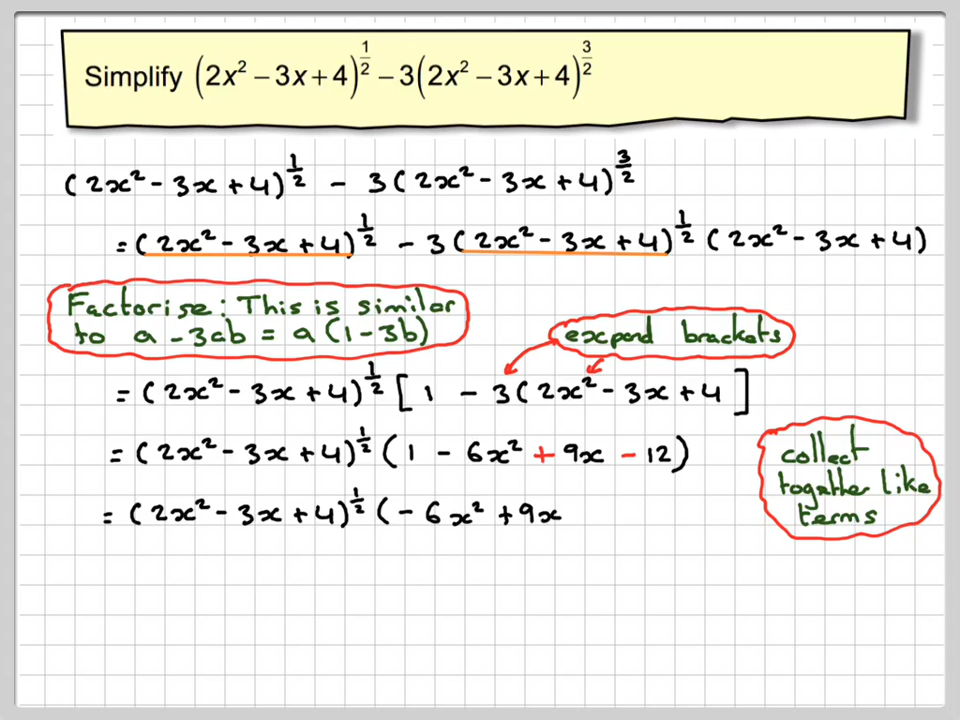 Simplify (2x² – 3x + 4)^(1/2) – 3(2x² – 3x + 4)^(3/2)
(2x² - 3x + 4)^(1/2) - 3(2x² - 3x + 4)^(3/2)
= (2x² - 3x + 4)^(1/2) - 3(2x² - 3x + 4)^(1/2) (2x² - 3x + 4)
Factorise: This is similar
to a - 3ab = a(1 - 3b)
expand brackets
= (2x² - 3x + 4)^(1/2) [ 1 - 3(2x² - 3x + 4 ]
= (2x² - 3x + 4)^(1/2) (1 - 6x² + 9x - 12)
collect
together like
terms
= (2x² - 3x + 4)^(1/2) (- 6x² + 9x